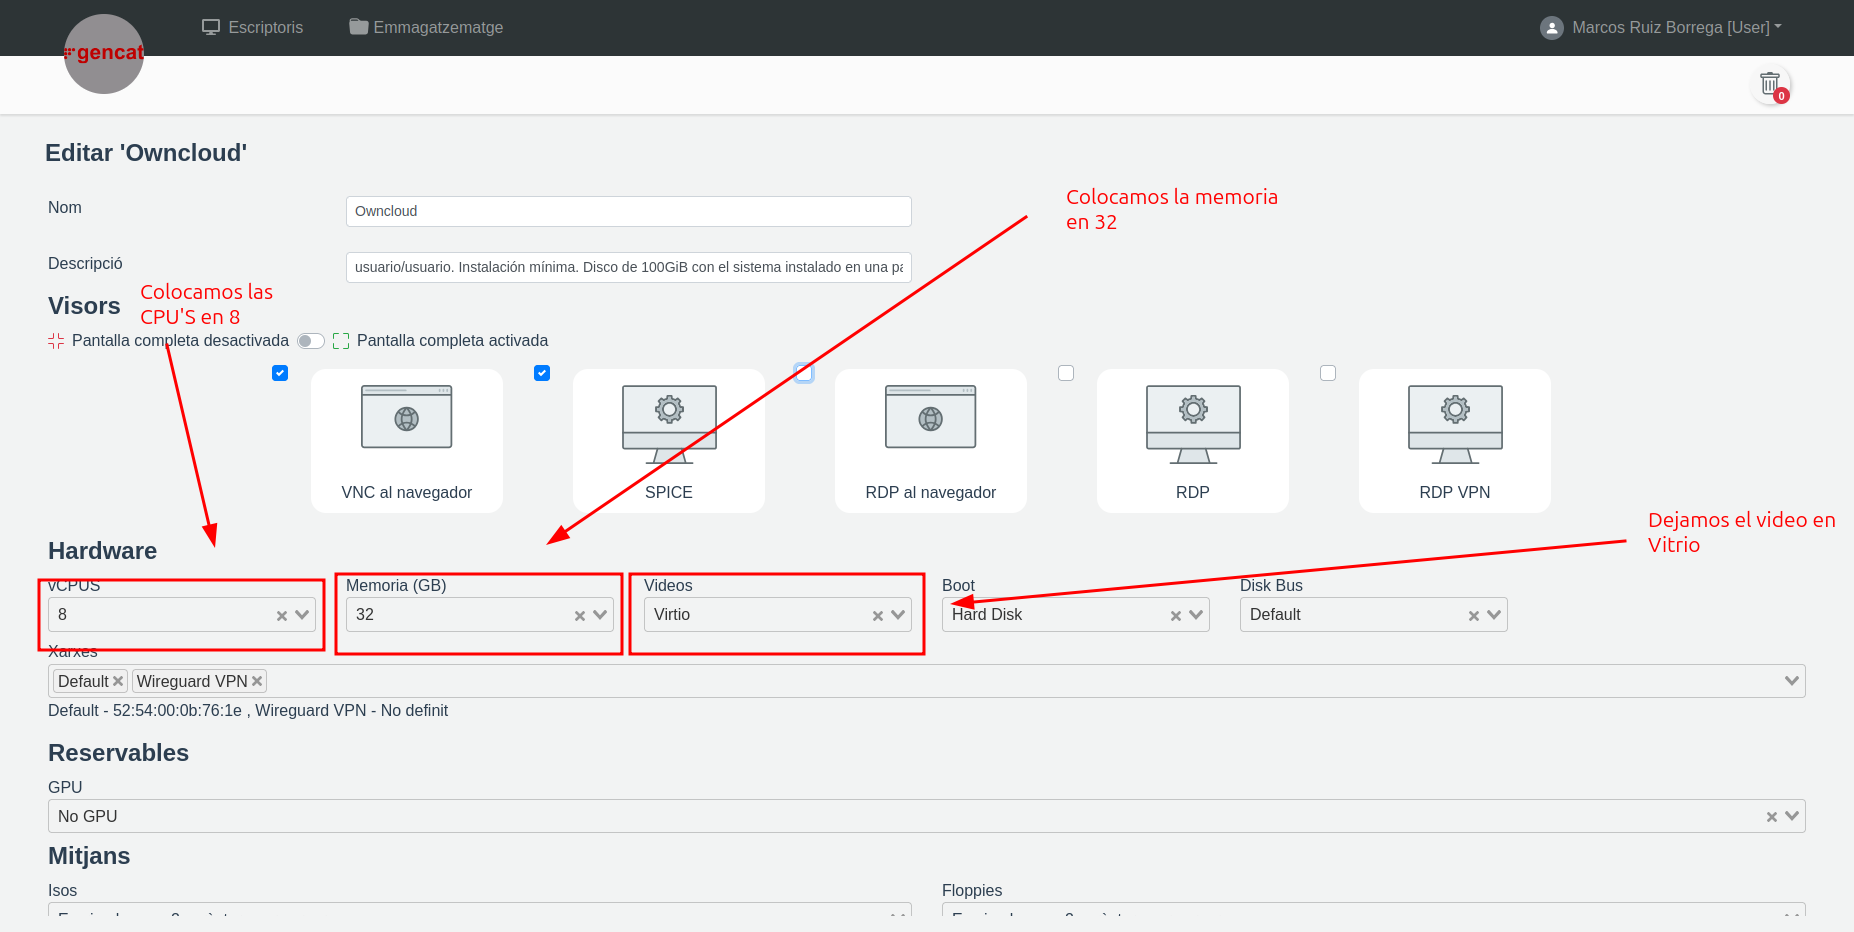 Escriptoris
Emmagatzematge
Marcos Ruiz Borrega [User]
gencat
0
Editar 'Owncloud'
Colocamos la memoria
en 32
Nom
Owncloud
Descripció
usuario/usuario. Instalación mínima. Disco de 100GiB con el sistema instalado en una pa
Visors
Colocamos las
CPU'S en 8
Pantalla completa desactivada
Pantalla completa activada
VNC al navegador
SPICE
RDP al navegador
RDP
RDP VPN
Dejamos el video en
Vitrio
Hardware
vCPUS
Memoria (GB)
Videos
Boot
Disk Bus
8
32
Virtio
Hard Disk
Default
Xarxes
Default
Wireguard VPN
Default - 52:54:00:0b:76:1e , Wireguard VPN - No definit
Reservables
GPU
No GPU
Mitjans
Isos
Floppies